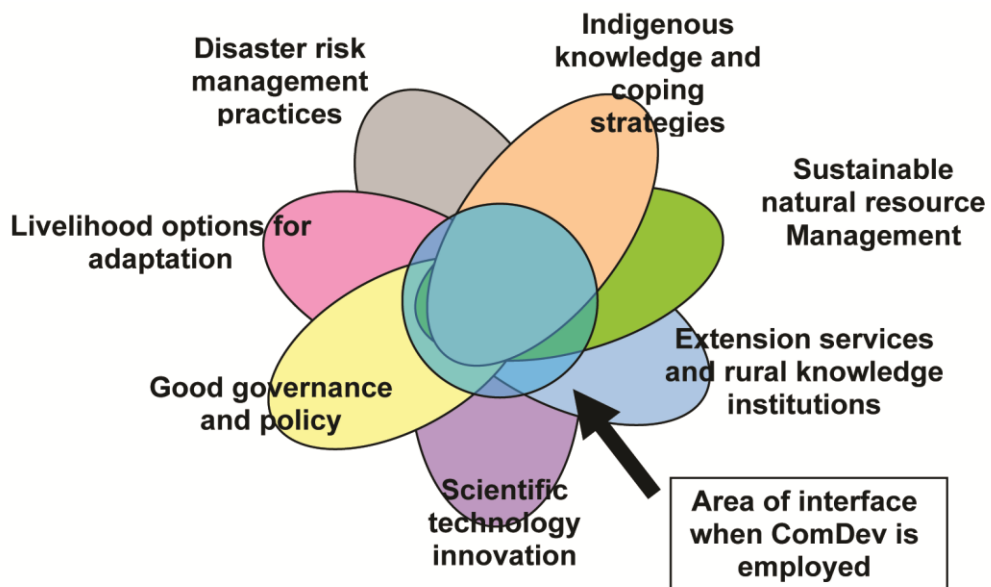 Disaster risk
management
practices
Indigenous
knowledge and
coping
strategies
Sustainable
natural resource
Management
Livelihood options for
adaptation
Extension services
and rural knowledge
institutions
Good governance
and policy
Scientific
technology
innovation
Area of interface
when ComDev is
employed